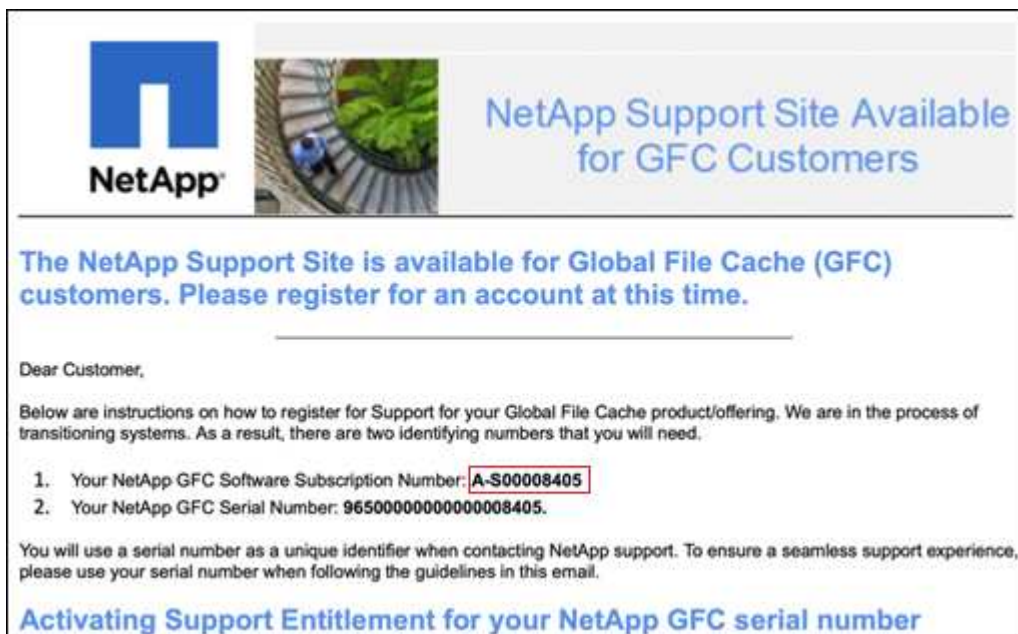 NetApp
NetApp Support Site Available
for GFC Customers
The NetApp Support Site is available for Global File Cache (GFC)
customers. Please register for an account at this time.
Dear Customer,
Below are instructions on how to register for Support for your Global File Cache product/offering. We are in the process of
transitioning systems. As a result, there are two identifying numbers that you will need.
1. Your NetApp GFC Software Subscription Number: A-S00008405
2. Your NetApp GFC Serial Number: 96500000000000008405.
You will use a serial number as a unique identifier when contacting NetApp support. To ensure a seamless support experience,
please use your serial number when following the guidelines in this email.
Activating Support Entitlement for your NetApp GFC serial number